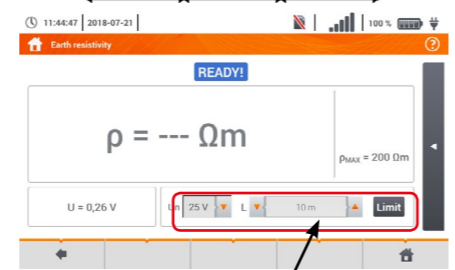 11:44:47 2018-07-21 100 %
Earth resistivity ?
READY!
ρ = --- Ωm
ρMAX = 200 Ωm
U = 0,26 V
Un 25 V L 10 m Limit